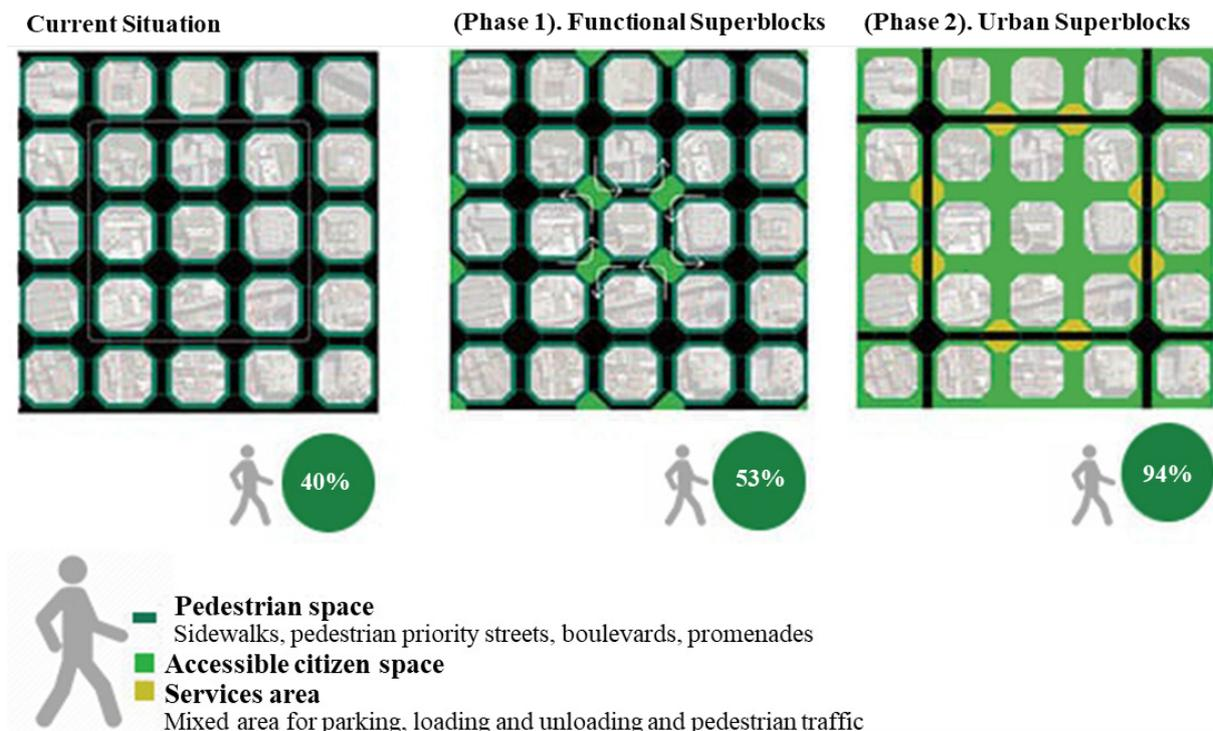 Current Situation
(Phase 1). Functional Superblocks
(Phase 2). Urban Superblocks
40%
53%
94%
Pedestrian space
Sidewalks, pedestrian priority streets, boulevards, promenades
Accessible citizen space
Services area
Mixed area for parking, loading and unloading and pedestrian traffic